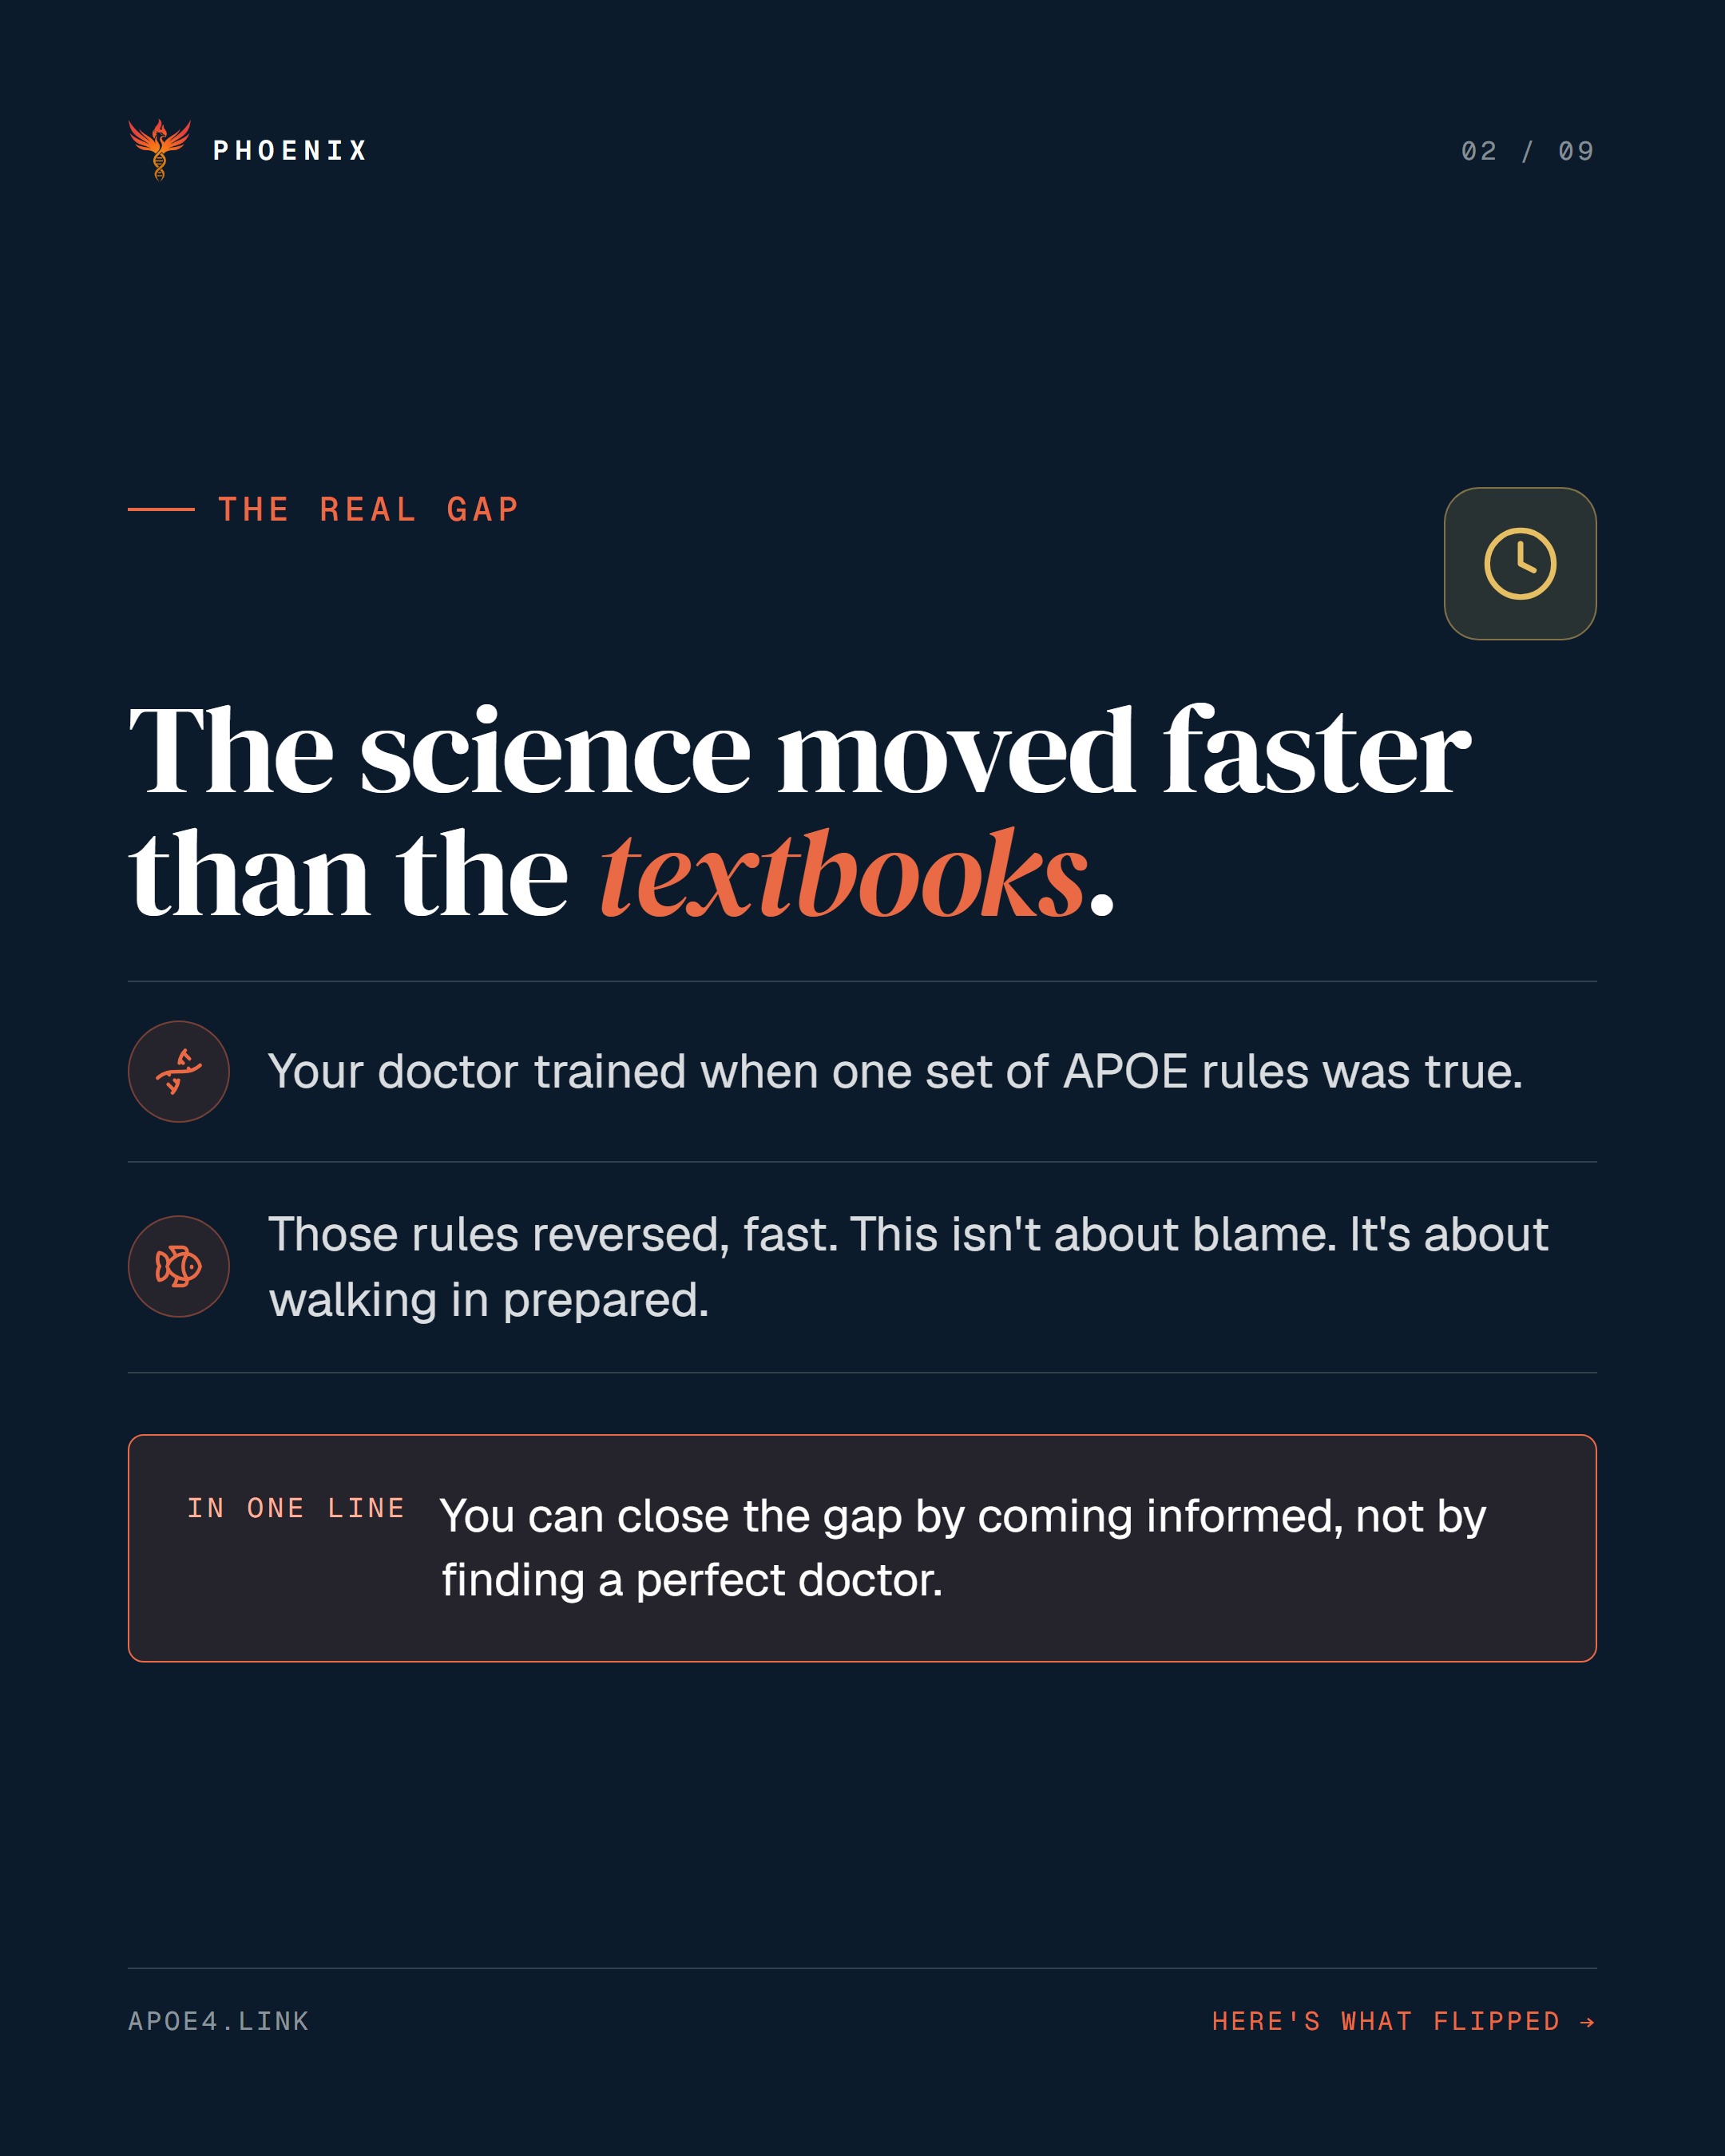 PHOENIX
02 / 09
THE REAL GAP
The science moved faster
than the textbooks.
Your doctor trained when one set of APOE rules was true.
Those rules reversed, fast. This isn't about blame. It's about
walking in prepared.
IN ONE LINE
You can close the gap by coming informed, not by
finding a perfect doctor.
APOE4.LINK
HERE'S WHAT FLIPPED →